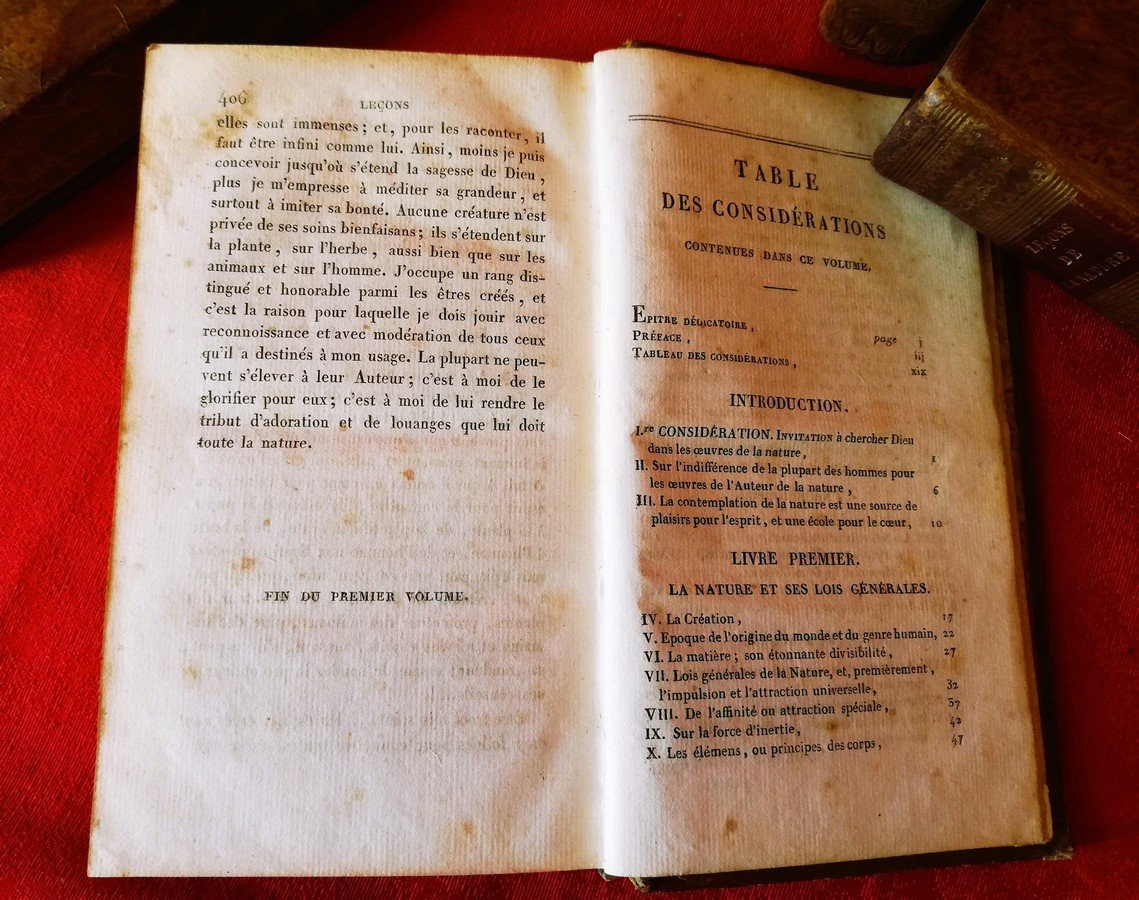 406
LEÇONS
elles sont immenses; et, pour les raconter, il
faut être infini comme lui. Ainsi, moins je puis
concevoir jusqu'où s'étend la sagesse de Dieu,
plus je m'empresse à méditer sa grandeur, et
surtout à imiter sa bonté. Aucune créature n'est
privée de ses soins bienfaisans; ils s'étendent sur
la plante, sur l'herbe, aussi bien que sur les
animaux et sur l'homme. J'occupe un rang dis-
tingué et honorable parmi les êtres créés, et
c'est la raison pour laquelle je dois jouir avec
reconnoissance et avec modération de tous ceux
qu'il a destinés à mon usage. La plupart ne peu-
vent s'élever à leur Auteur; c'est à moi de le
glorifier pour eux; c'est à moi de lui rendre le
tribut d'adoration et de louanges que lui doit
toute la nature.
FIN DU PREMIER VOLUME.
TABLE
DES CONSIDÉRATIONS
CONTENUES DANS CE VOLUME.
EPITRE DÉDICATOIRE, page j
PRÉFACE, iij
TABLEAU DES CONSIDÉRATIONS, xix
INTRODUCTION.
I.re CONSIDÉRATION. INVITATION à chercher Dieu
dans les œuvres de la nature, 1
II. Sur l'indifférence de la plupart des hommes pour
les œuvres de l'Auteur de la nature, 6
III. La contemplation de la nature est une source de
plaisirs pour l'esprit, et une école pour le cœur, 10
LIVRE PREMIER.
LA NATURE ET SES LOIS GÉNÉRALES.
IV. La Création, 17
V. Epoque de l'origine du monde et du genre humain, 22
VI. La matière; son étonnante divisibilité, 27
VII. Lois générales de la Nature, et, premièrement,
l'impulsion et l'attraction universelle, 32
VIII. De l'affinité ou attraction spéciale, 37
IX. Sur la force d'inertie, 42
X. Les élémens, ou principes des corps, 47
LEÇONS
DE
LA NATURE